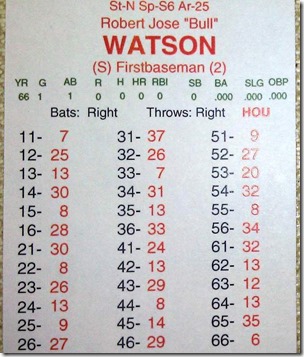 St-N Sp-S6 Ar-25
Robert Jose "Bull"
WATSON
(S) Firstbaseman (2)
YR G AB R H HR RBI SB BA SLG OBP
66 1 1 0 0 0 0 0 .000 .000 .000
Bats: Right Throws: Right HOU
11- 7 31- 37 51- 9
12- 25 32- 26 52- 27
13- 13 33- 7 53- 20
14- 30 34- 31 54- 32
15- 8 35- 13 55- 8
16- 28 36- 33 56- 34
21- 30 41- 24 61- 32
22- 8 42- 13 62- 13
23- 26 43- 29 63- 12
24- 13 44- 8 64- 13
25- 9 45- 14 65- 35
26- 27 46- 29 66- 6